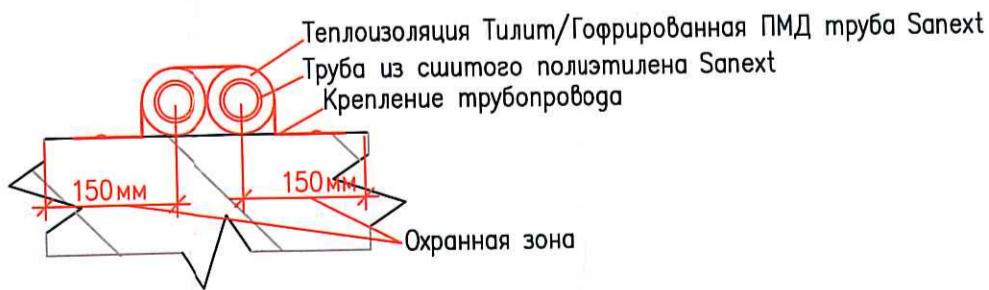 Теплоизоляция Тилит/Гофрированная ПМД труба Sanext
Труба из сшитого полиэтилена Sanext
Крепление трубопровода
150мм
150мм
Охранная зона